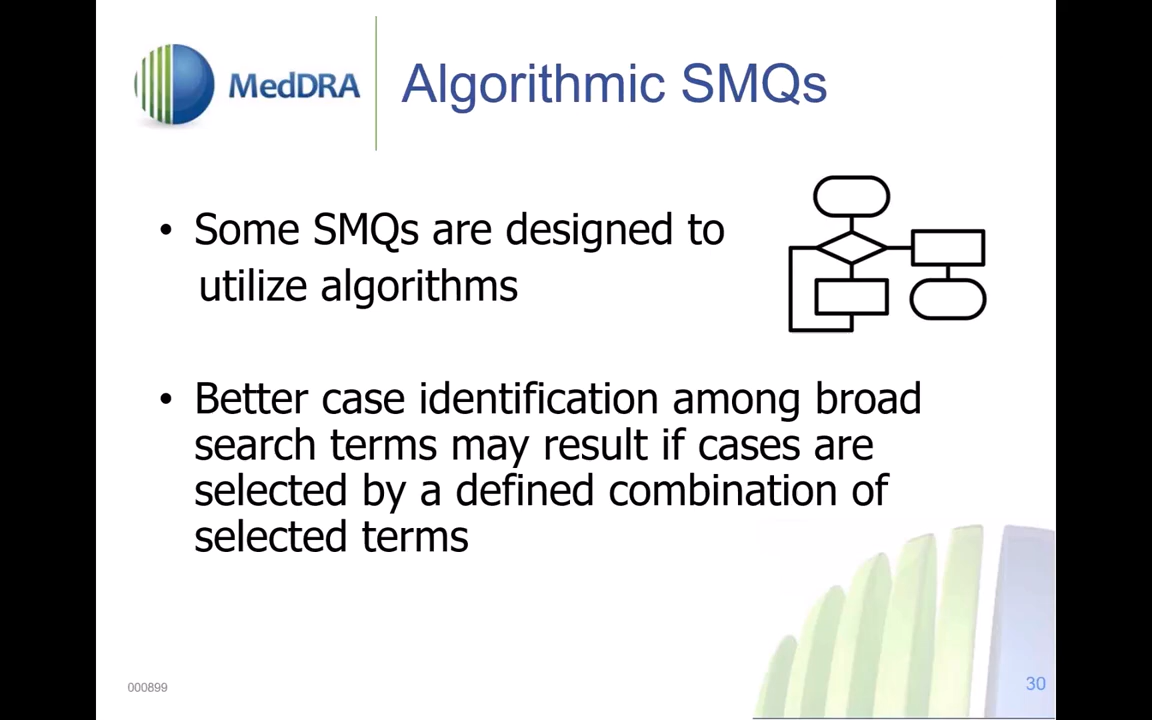 MedDRA
Algorithmic SMQs
• Some SMQs are designed to
utilize algorithms
• Better case identification among broad
search terms may result if cases are
selected by a defined combination of
selected terms
000899
30